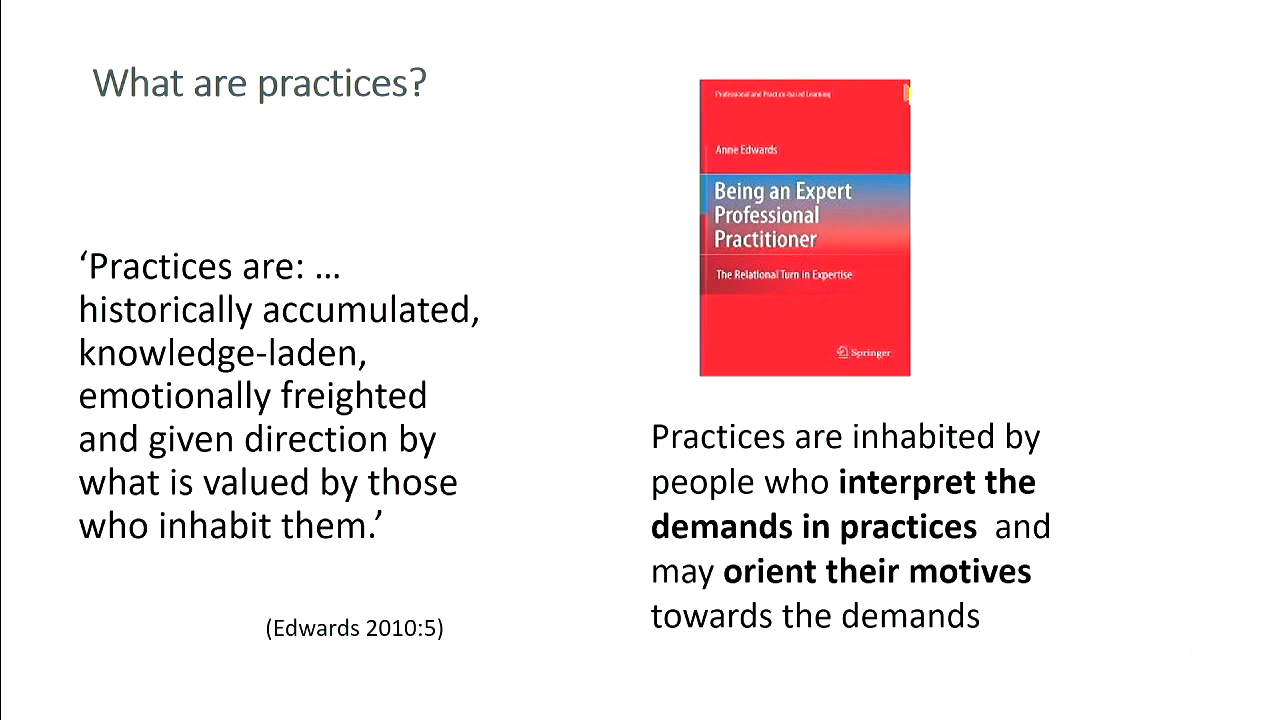 What are practices?
‘Practices are: ...
historically accumulated,
knowledge-laden,
emotionally freighted
and given direction by
what is valued by those
who inhabit them.’
(Edwards 2010:5)
Professional and Practice-based Learning
Anne Edwards
Being an Expert
Professional
Practitioner
The Relational Turn in Expertise
Springer
Practices are inhabited by
people who interpret the
demands in practices and
may orient their motives
towards the demands